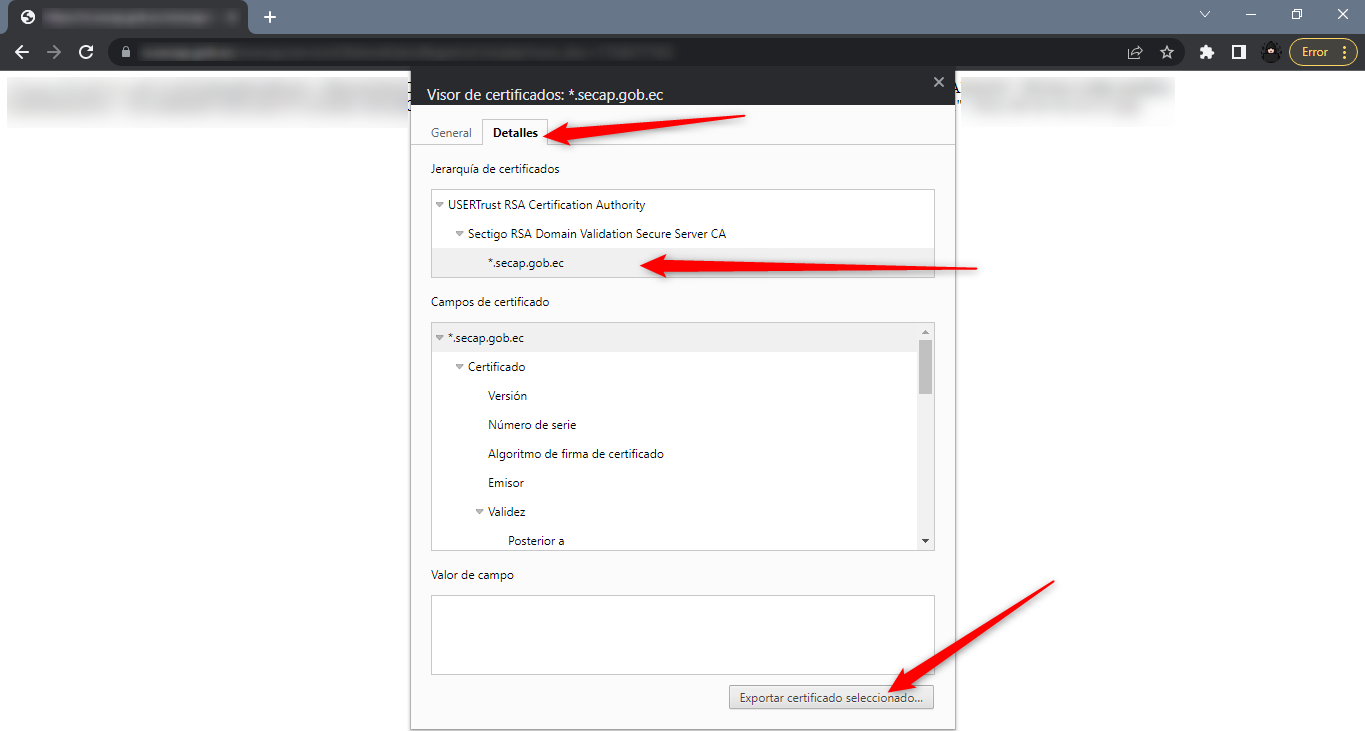 Error
Visor de certificados: *.secap.gob.ec
General
Detalles
Jerarquía de certificados
USERTrust RSA Certification Authority
Sectigo RSA Domain Validation Secure Server CA
*.secap.gob.ec
Campos de certificado
*.secap.gob.ec
Certificado
Versión
Número de serie
Algoritmo de firma de certificado
Emisor
Validez
Posterior a
Valor de campo
Exportar certificado seleccionado...